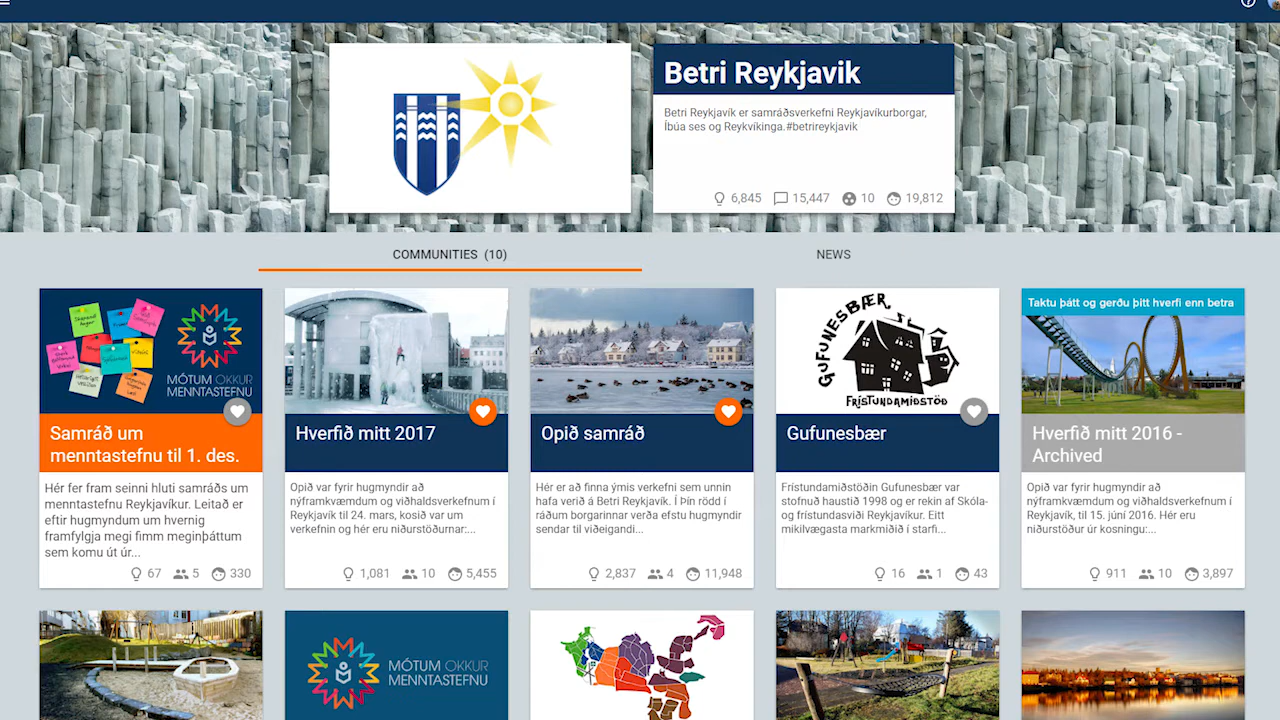 Betri Reykjavik
Betri Reykjavík er samráðsverkefni Reykjavíkurborgar,
Íbúa ses og Reykvíkinga.#betrireykjavik
6,845 15,447 10 19,812
COMMUNITIES (10)
NEWS
MÓTUM OKKUR
MENNTASTEFNU
Samráð um
menntastefnu til 1. des.
Hér fer fram seinni hluti samráðs um
menntastefnu Reykjavíkur. Leitað er
eftir hugmyndum um hvernig
framfylgja megi fimm meginþáttum
sem komu út úr...
67 5 330
Hverfið mitt 2017
Opið var fyrir hugmyndir að
nýframkvæmdum og viðhaldsverkefnum í
Reykjavík til 24. mars, kosið var um
verkefnin og hér eru niðurstöðurnar:...
1,081 10 5,455
Opið samráð
Hér er að finna ýmis verkefni sem unnin
hafa verið á Betri Reykjavík. Í Þín rödd í
ráðum borgarinnar verða efstu hugmyndir
sendar til viðeigandi...
2,837 4 11,948
GUFUNESBÆR
FRÍSTUNDAMIÐSTÖÐ
Gufunesbær
Frístundamiðstöðin Gufunesbær var
stofnuð haustið 1998 og er rekin af Skóla-
og frístundasviði Reykjavíkur. Eitt
mikilvægasta markmiðið í starfi...
16 1 43
Taktu þátt og gerðu þitt hverfi enn betra
Hverfið mitt 2016 -
Archived
Opið var fyrir hugmyndir að
nýframkvæmdum og viðhaldsverkefnum í
Reykjavík, til 15. júní 2016. Hér eru
niðurstöður úr kosningu:...
911 10 3,897
MÓTUM OKKUR
MENNTASTEFNU